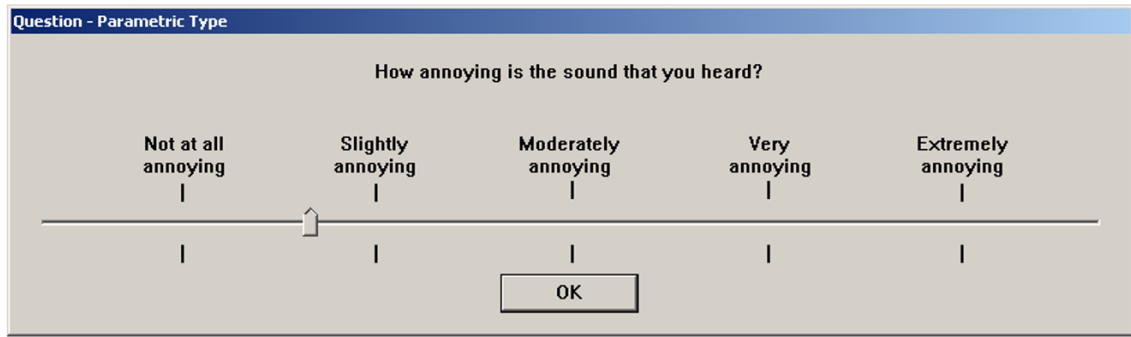 Question - Parametric Type
How annoying is the sound that you heard?
Not at all
annoying
Slightly
annoying
Moderately
annoying
Very
annoying
Extremely
annoying
OK